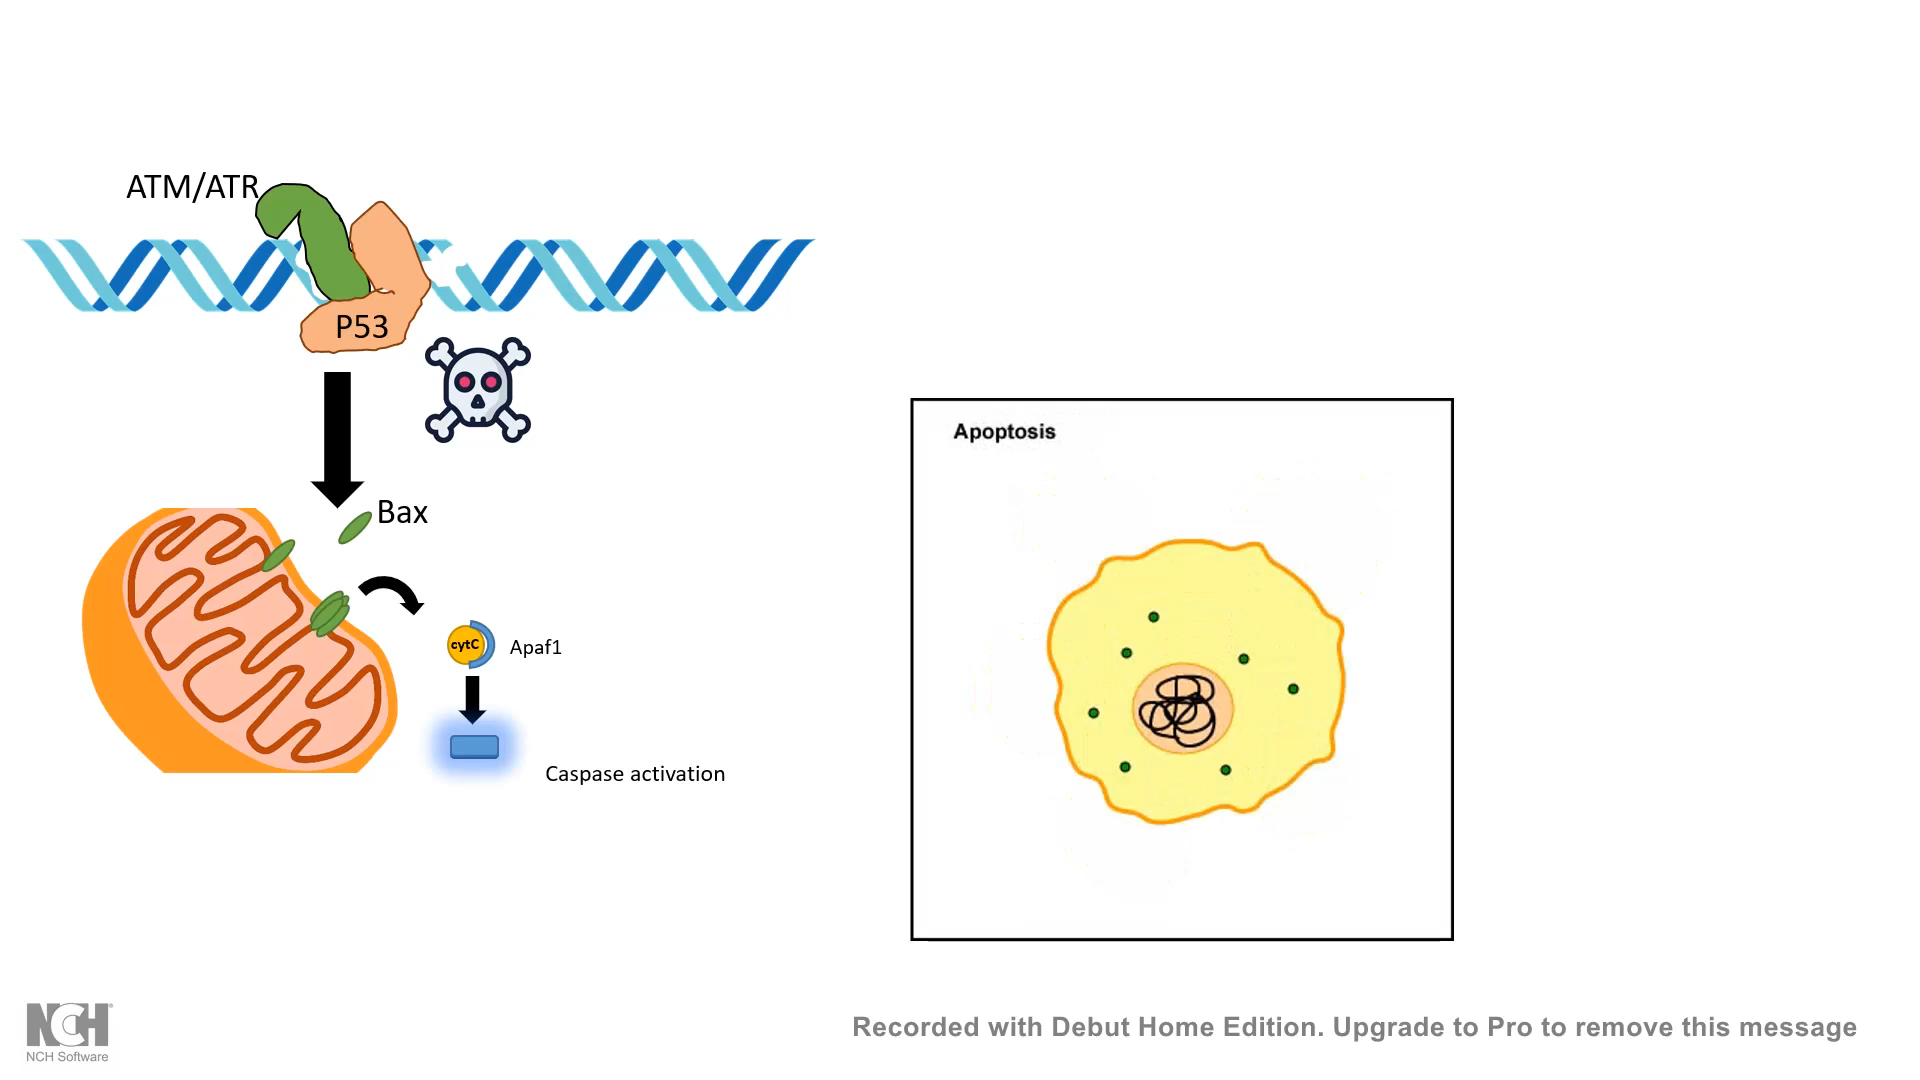 ATM/ATR
P53
Bax
cytC
Apaf1
Caspase activation
Apoptosis
NCH
NCH Software
Recorded with Debut Home Edition. Upgrade to Pro to remove this message